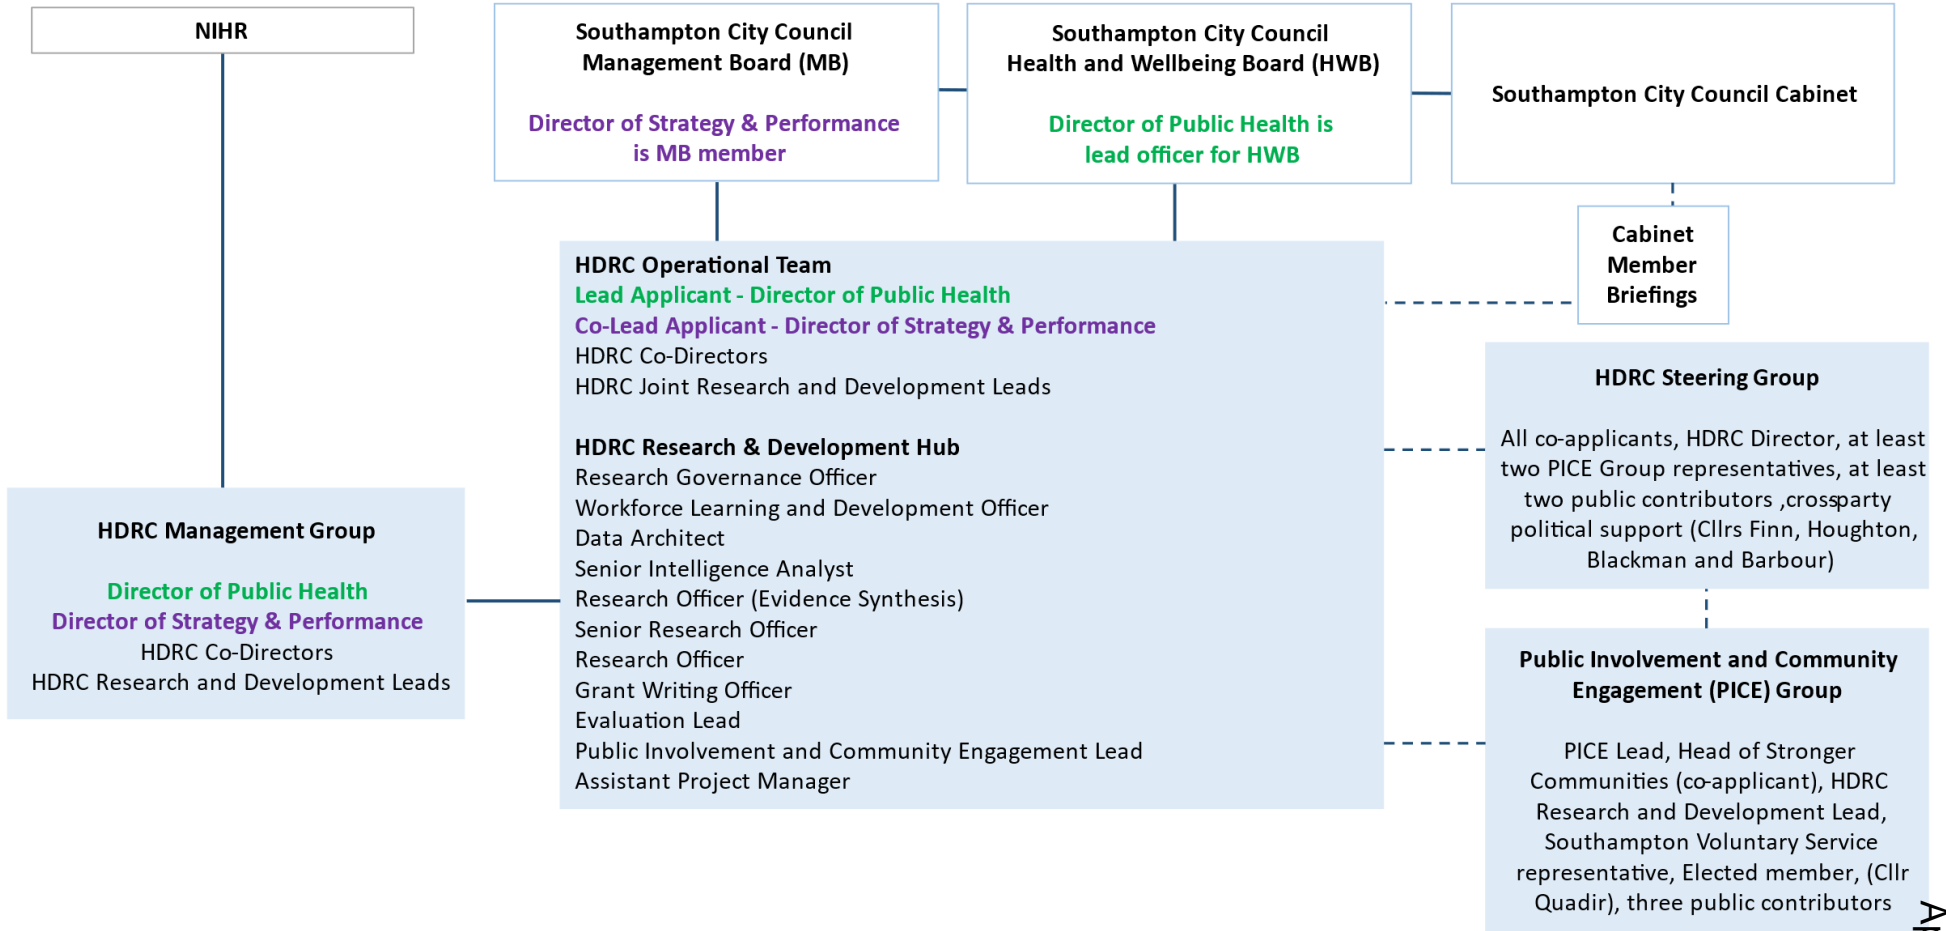 NIHR
Southampton City Council
Management Board (MB)
Director of Strategy & Performance
is MB member
Southampton City Council
Health and Wellbeing Board (HWB)
Director of Public Health is
lead officer for HWB
Southampton City Council Cabinet
Cabinet
Member
Briefings
HDRC Operational Team
Lead Applicant - Director of Public Health
Co-Lead Applicant - Director of Strategy & Performance
HDRC Co-Directors
HDRC Joint Research and Development Leads
HDRC Research & Development Hub
Research Governance Officer
Workforce Learning and Development Officer
Data Architect
Senior Intelligence Analyst
Research Officer (Evidence Synthesis)
Senior Research Officer
Research Officer
Grant Writing Officer
Evaluation Lead
Public Involvement and Community Engagement Lead
Assistant Project Manager
HDRC Management Group
Director of Public Health
Director of Strategy & Performance
HDRC Co-Directors
HDRC Research and Development Leads
HDRC Steering Group
All co-applicants, HDRC Director, at least
two PICE Group representatives, at least
two public contributors ,crossparty
political support (Cllrs Finn, Houghton,
Blackman and Barbour)
Public Involvement and Community
Engagement (PICE) Group
PICE Lead, Head of Stronger
Communities (co-applicant), HDRC
Research and Development Lead,
Southampton Voluntary Service
representative, Elected member, (Cllr
Quadir), three public contributors